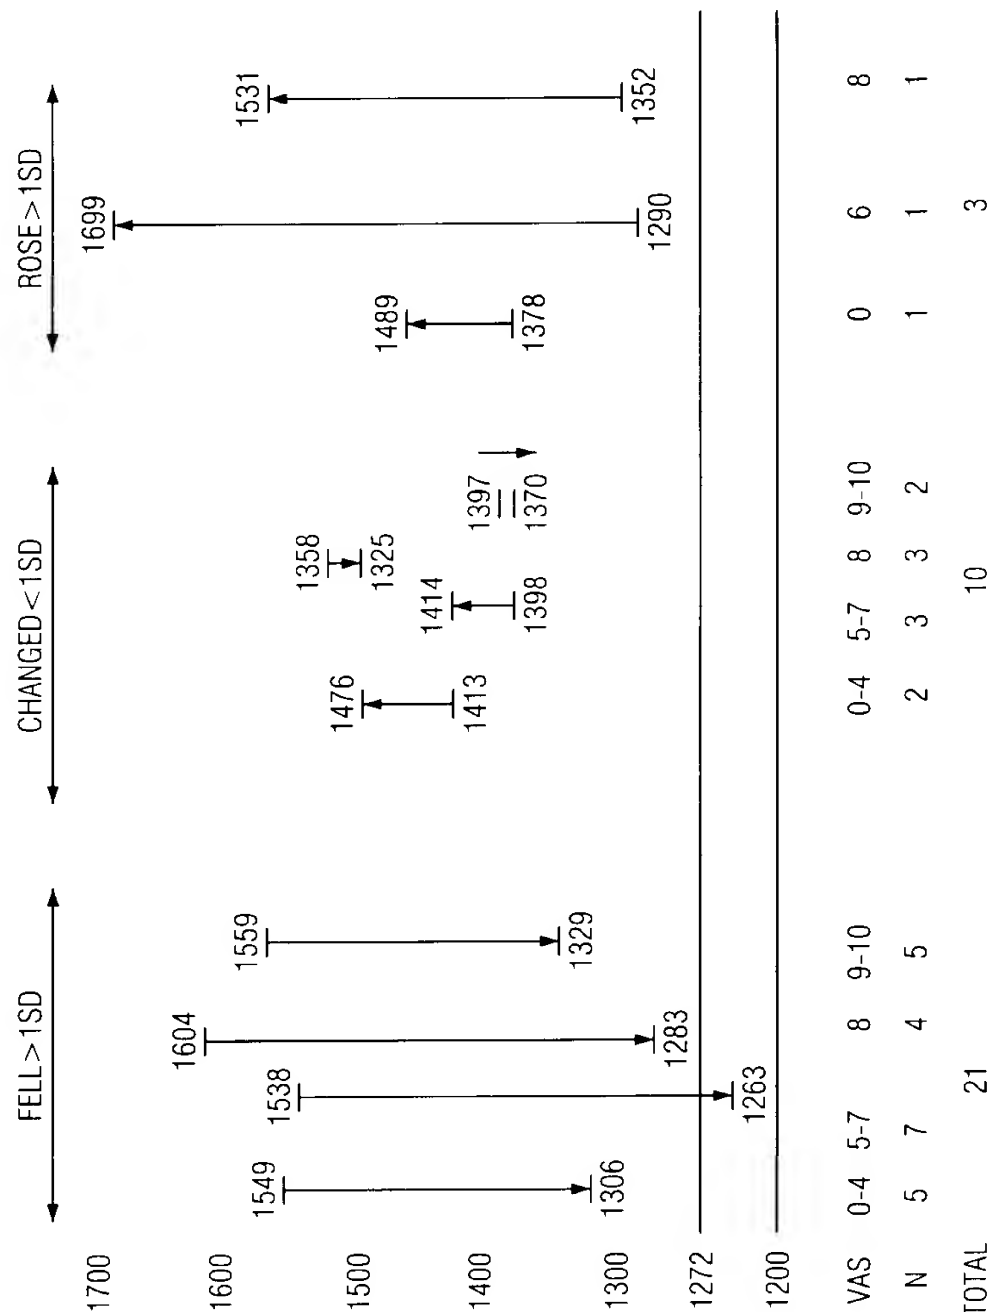 FELL > 1SD CHANGED < 1SD ROSE > 1SD
1700
1699
1600
1604
1549 1538 1559 1531
1500
1476 1358 1489
1414 1397
1400
1413 1398 1325 1370 1378
1300
1306 1263 1283 1329 1290 1352
1272
1200
VAS 0-4 5-7 8 9-10 0-4 5-7 8 9-10 0 6 8
N 5 7 4 5 2 3 3 2 1 1 1
TOTAL 21 10 3